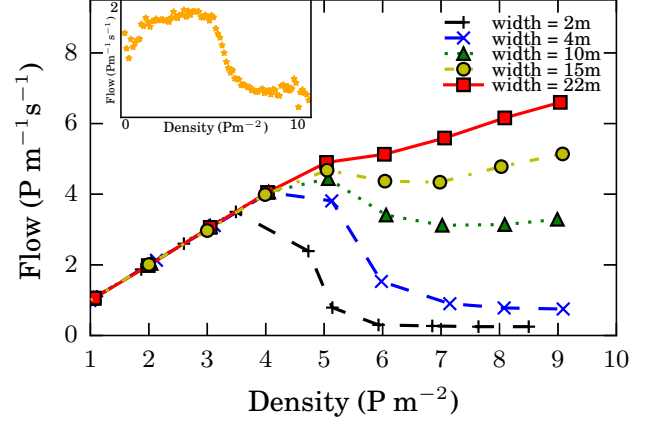 8
6
4
2
0
Flow (P m⁻¹s⁻¹)
1 2 3 4 5 6 7 8 9 10
Density (P m⁻²)
2
Flow (Pm⁻¹s⁻¹)
0 10
Density(Pm⁻²)
width = 2m
width = 4m
width = 10m
width = 15m
width = 22m